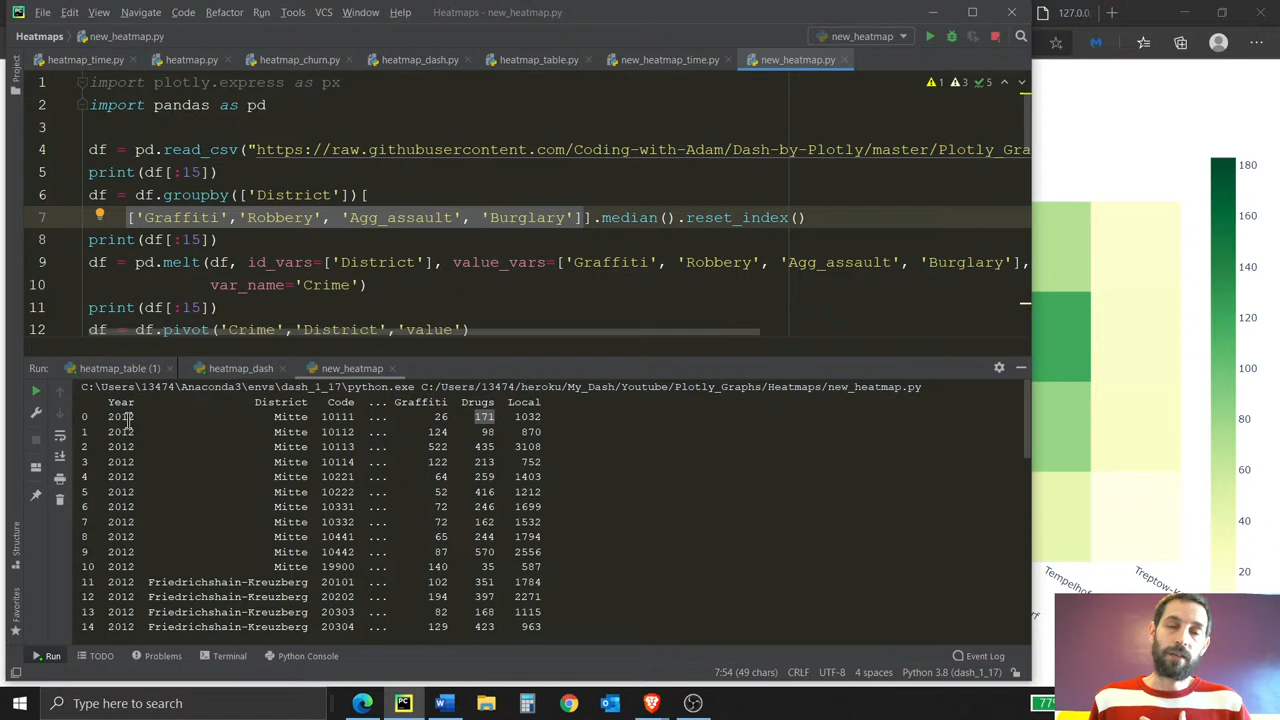 File Edit View Navigate Code Refactor Run Tools VCS Window Help Heatmaps - new_heatmap.py
127.0.0.
Heatmaps new_heatmap.py new_heatmap
heatmap_time.py heatmap.py heatmap_churn.py heatmap_dash.py heatmap_table.py new_heatmap_time.py new_heatmap.py
1 import plotly.express as px
1 3 5
2 import pandas as pd
3
4 df = pd.read_csv("https://raw.githubusercontent.com/Coding-with-Adam/Dash-by-Plotly/master/Plotly_Gra
5 print(df[:15])
6 df = df.groupby(['District'])[
7 ['Graffiti','Robbery', 'Agg_assault', 'Burglary']].median().reset_index()
8 print(df[:15])
9 df = pd.melt(df, id_vars=['District'], value_vars=['Graffiti', 'Robbery', 'Agg_assault', 'Burglary'],
10 var_name='Crime')
11 print(df[:15])
12 df = df.pivot('Crime','District','value')
Run: heatmap_table (1) heatmap_dash new_heatmap
C:\Users\13474\Anaconda3\envs\dash_1_17\python.exe C:/Users/13474/heroku/My_Dash/Youtube/Plotly_Graphs/Heatmaps/new_heatmap.py
Year District Code ... Graffiti Drugs Local
0 2012 Mitte 10111 ... 26 171 1032
1 2012 Mitte 10112 ... 124 98 870
2 2012 Mitte 10113 ... 522 435 3108
3 2012 Mitte 10114 ... 122 213 752
4 2012 Mitte 10221 ... 64 259 1403
5 2012 Mitte 10222 ... 52 416 1212
6 2012 Mitte 10331 ... 72 246 1699
7 2012 Mitte 10332 ... 72 162 1532
8 2012 Mitte 10441 ... 65 244 1794
9 2012 Mitte 10442 ... 87 570 2556
10 2012 Mitte 19900 ... 140 35 587
11 2012 Friedrichshain-Kreuzberg 20101 ... 102 351 1784
12 2012 Friedrichshain-Kreuzberg 20202 ... 194 397 2271
13 2012 Friedrichshain-Kreuzberg 20303 ... 82 168 1115
14 2012 Friedrichshain-Kreuzberg 20304 ... 129 423 963
Project
Structure
Favorites
180
160
140
120
100
80
60
40
20
Tempelhof
Treptow-K
Run TODO Problems Terminal Python Console Event Log
7:54 (49 chars) CRLF UTF-8 4 spaces Python 3.8 (dash_1_17)
Type here to search
77%